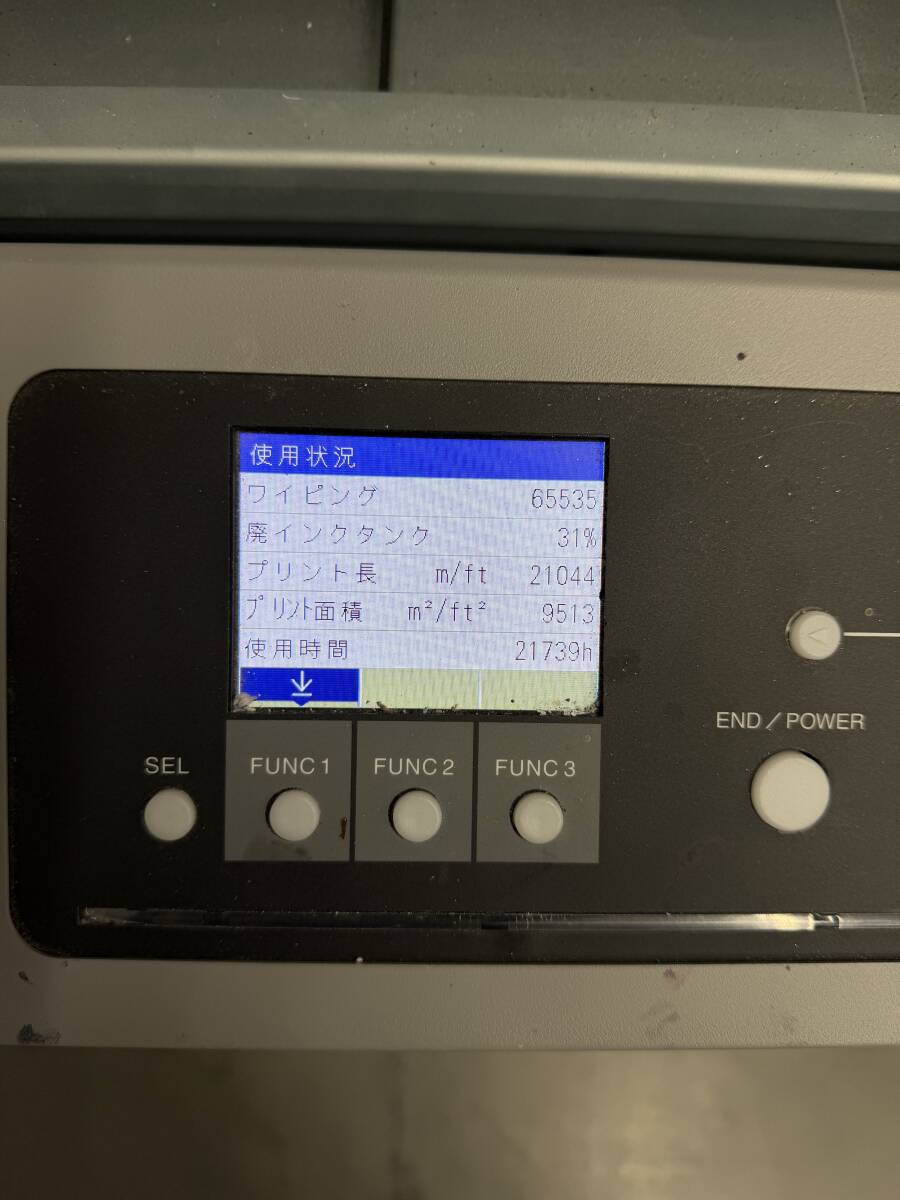 使用状況
ワイピング 65535
廃インクタンク 31%
プリント長 m/ft 21044
プリント面積 m²/ft² 9513
使用時間 21739h
END／POWER
SEL FUNC1 FUNC2 FUNC3